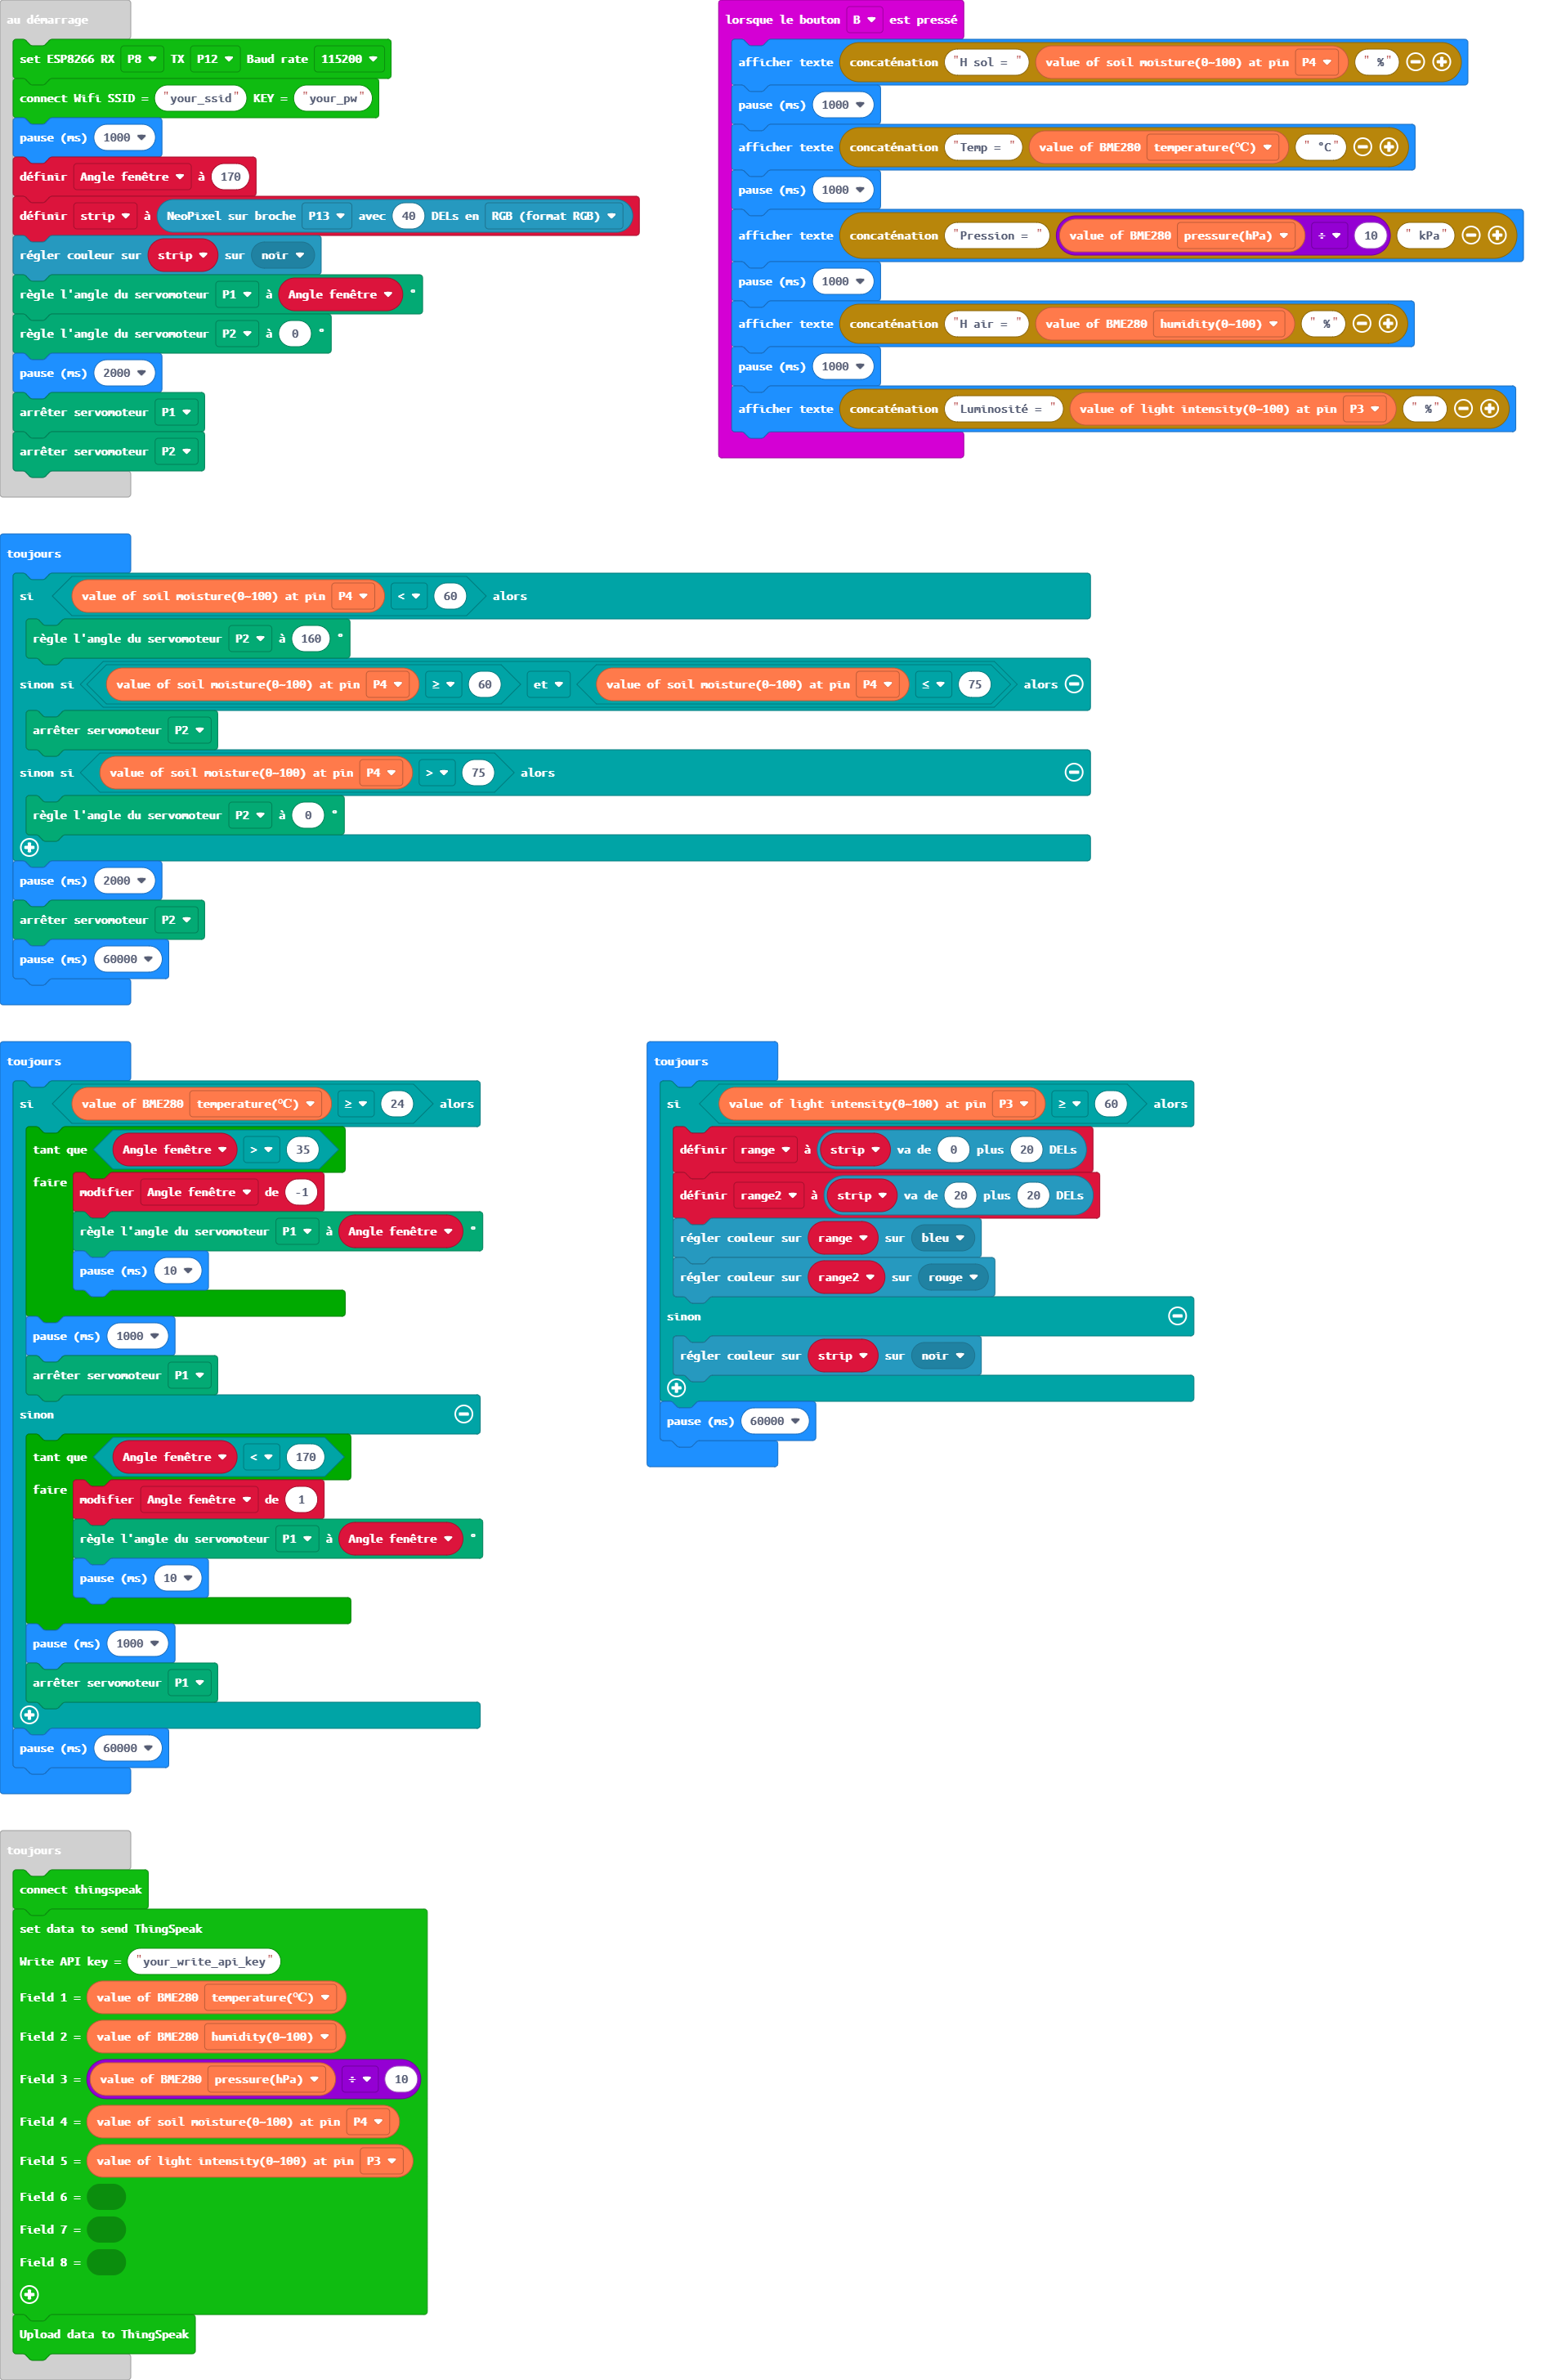 au démarrage
set ESP8266 RX P8 TX P12 Baud rate 115200
connect Wifi SSID = "your_ssid" KEY = "your_pw"
pause (ms) 1000
définir Angle fenêtre à 170
définir strip à NeoPixel sur broche P13 avec 40 DELs en RGB (format RGB)
régler couleur sur strip sur noir
règle l'angle du servomoteur P1 à Angle fenêtre °
règle l'angle du servomoteur P2 à 0 °
pause (ms) 2000
arrêter servomoteur P1
arrêter servomoteur P2
lorsque le bouton B est pressé
afficher texte concaténation "H sol = " value of soil moisture(0-100) at pin P4 " %"
pause (ms) 1000
afficher texte concaténation "Temp = " value of BME280 temperature(℃) " °C"
pause (ms) 1000
afficher texte concaténation "Pression = " value of BME280 pressure(hPa) ÷ 10 " kPa"
pause (ms) 1000
afficher texte concaténation "H air = " value of BME280 humidity(0-100) " %"
pause (ms) 1000
afficher texte concaténation "Luminosité = " value of light intensity(0-100) at pin P3 " %"
toujours
si value of soil moisture(0-100) at pin P4 < 60 alors
règle l'angle du servomoteur P2 à 160 °
sinon si value of soil moisture(0-100) at pin P4 ≥ 60 et value of soil moisture(0-100) at pin P4 ≤ 75 alors
arrêter servomoteur P2
sinon si value of soil moisture(0-100) at pin P4 > 75 alors
règle l'angle du servomoteur P2 à 0 °
pause (ms) 2000
arrêter servomoteur P2
pause (ms) 60000
toujours
si value of BME280 temperature(℃) ≥ 24 alors
tant que Angle fenêtre > 35
faire modifier Angle fenêtre de -1
règle l'angle du servomoteur P1 à Angle fenêtre °
pause (ms) 10
pause (ms) 1000
arrêter servomoteur P1
sinon
tant que Angle fenêtre < 170
faire modifier Angle fenêtre de 1
règle l'angle du servomoteur P1 à Angle fenêtre °
pause (ms) 10
pause (ms) 1000
arrêter servomoteur P1
pause (ms) 60000
toujours
si value of light intensity(0-100) at pin P3 ≥ 60 alors
définir range à strip va de 0 plus 20 DELs
définir range2 à strip va de 20 plus 20 DELs
régler couleur sur range sur bleu
régler couleur sur range2 sur rouge
sinon
régler couleur sur strip sur noir
pause (ms) 60000
toujours
connect thingspeak
set data to send ThingSpeak
Write API key = "your_write_api_key"
Field 1 = value of BME280 temperature(℃)
Field 2 = value of BME280 humidity(0-100)
Field 3 = value of BME280 pressure(hPa) ÷ 10
Field 4 = value of soil moisture(0-100) at pin P4
Field 5 = value of light intensity(0-100) at pin P3
Field 6 =
Field 7 =
Field 8 =
Upload data to ThingSpeak